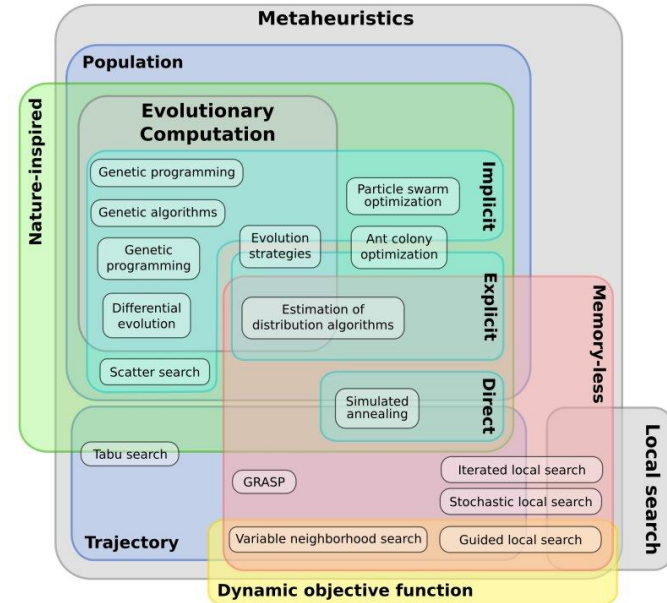 Metaheuristics
Population
Nature-inspired
Evolutionary
Computation
Implicit
Genetic programming
Particle swarm
optimization
Genetic algorithms
Evolution
strategies
Ant colony
optimization
Genetic
programming
Explicit
Memory-less
Differential
evolution
Estimation of
distribution algorithms
Scatter search
Direct
Simulated
annealing
Local search
Tabu search
Iterated local search
GRASP
Stochastic local search
Trajectory
Variable neighborhood search
Guided local search
Dynamic objective function